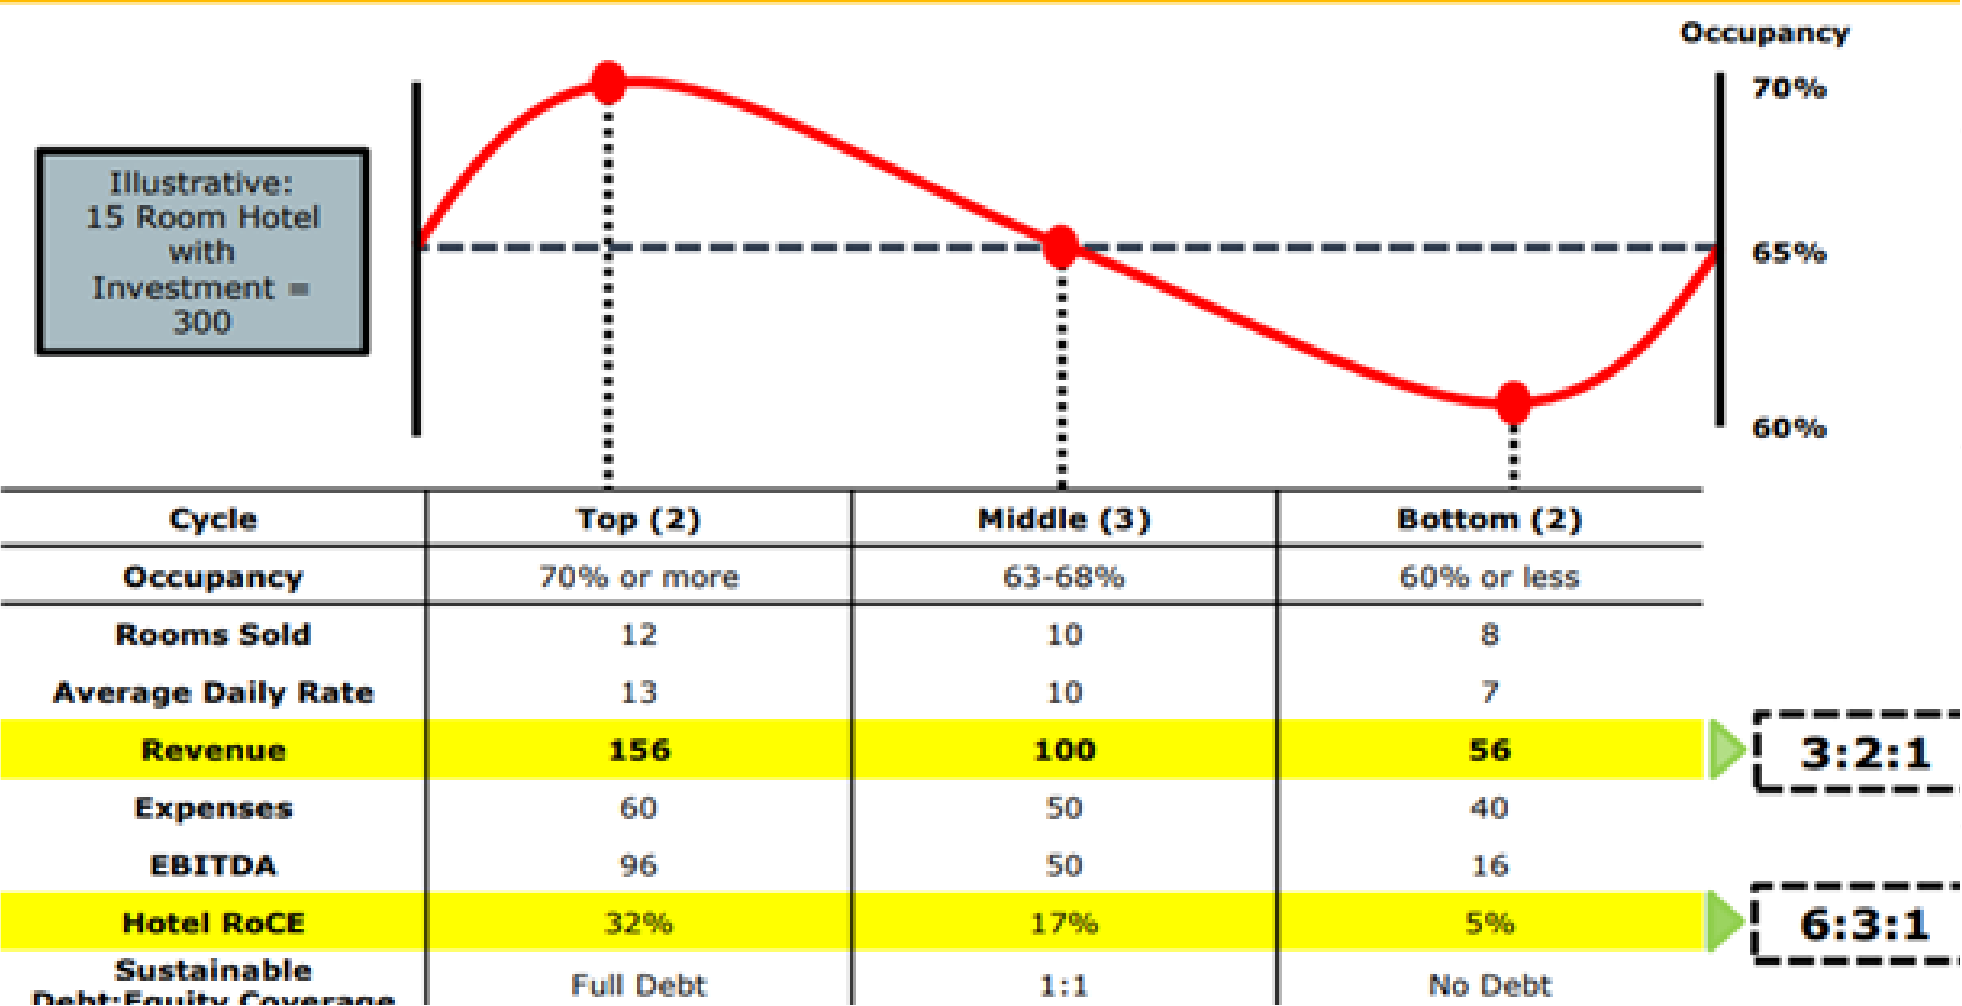 Occupancy
70%
Illustrative:
15 Room Hotel
with
Investment =
300
65%
60%
Cycle Top (2) Middle (3) Bottom (2)
Occupancy 70% or more 63-68% 60% or less
Rooms Sold 12 10 8
Average Daily Rate 13 10 7
Revenue 156 100 56 3:2:1
Expenses 60 50 40
EBITDA 96 50 16
Hotel RoCE 32% 17% 5% 6:3:1
Sustainable
Debt:Equity Coverage Full Debt 1:1 No Debt